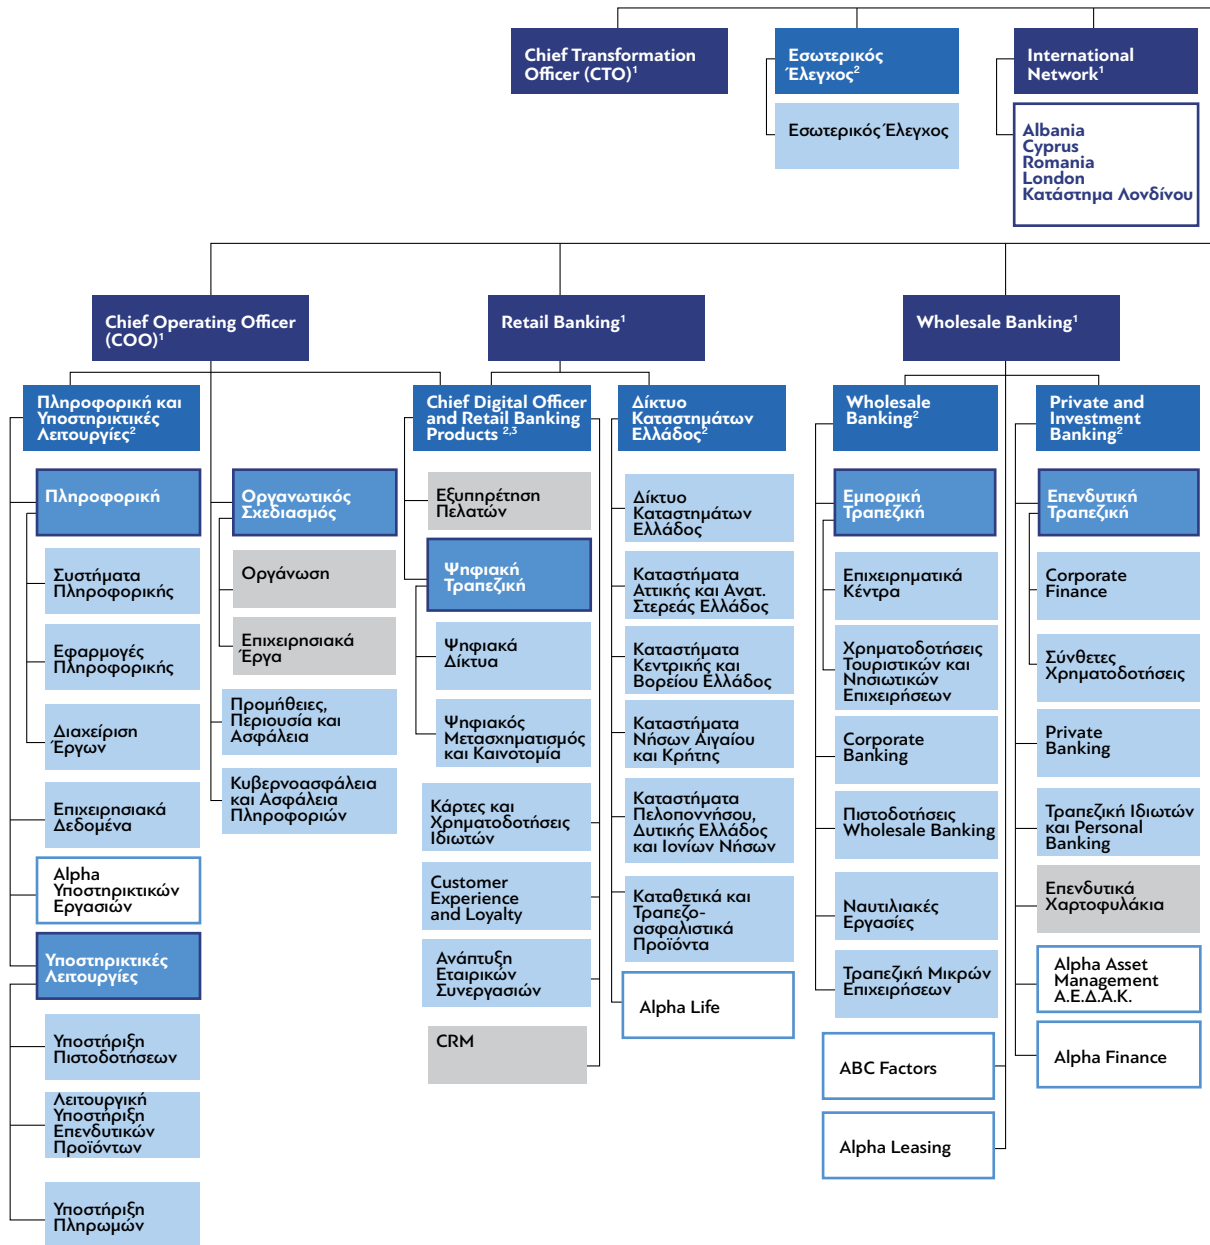 Chief Transformation
Officer (CTO)¹
Εσωτερικός
Έλεγχος²
International
Network¹
Εσωτερικός Έλεγχος
Albania
Cyprus
Romania
London
Κατάστημα Λονδίνου
Chief Operating Officer
(COO)¹
Retail Banking¹
Wholesale Banking¹
Πληροφορική και
Υποστηρικτικές
Λειτουργίες²
Πληροφορική
Συστήματα
Πληροφορικής
Εφαρμογές
Πληροφορικής
Διαχείριση
Έργων
Επιχειρησιακά
Δεδομένα
Alpha
Υποστηρικτικών
Εργασιών
Υποστηρικτικές
Λειτουργίες
Υποστήριξη
Πιστοδοτήσεων
Λειτουργική
Υποστήριξη
Επενδυτικών
Προϊόντων
Υποστήριξη
Πληρωμών
Οργανωτικός
Σχεδιασμός
Οργάνωση
Επιχειρησιακά
Έργα
Προμήθειες,
Περιουσία και
Ασφάλεια
Κυβερνοασφάλεια
και Ασφάλεια
Πληροφοριών
Chief Digital Officer
and Retail Banking
Products ²,³
Εξυπηρέτηση
Πελατών
Ψηφιακή
Τραπεζική
Ψηφιακά
Δίκτυα
Ψηφιακός
Μετασχηματισμός
και Καινοτομία
Κάρτες και
Χρηματοδοτήσεις
Ιδιωτών
Customer
Experience
and Loyalty
Ανάπτυξη
Εταιρικών
Συνεργασιών
CRM
Δίκτυο
Καταστημάτων
Ελλάδος²
Δίκτυο
Καταστημάτων
Ελλάδος
Καταστήματα
Αττικής και Ανατ.
Στερεάς Ελλάδος
Καταστήματα
Κεντρικής και
Βορείου Ελλάδος
Καταστήματα
Νήσων Αιγαίου
και Κρήτης
Καταστήματα
Πελοποννήσου,
Δυτικής Ελλάδος
και Ιονίων Νήσων
Καταθετικά και
Τραπεζο-
ασφαλιστικά
Προϊόντα
Alpha Life
Wholesale
Banking²
Εμπορική
Τραπεζική
Επιχειρηματικά
Κέντρα
Χρηματοδοτήσεις
Τουριστικών και
Νησιωτικών
Επιχειρήσεων
Corporate
Banking
Πιστοδοτήσεις
Wholesale Banking
Ναυτιλιακές
Εργασίες
Τραπεζική Μικρών
Επιχειρήσεων
ABC Factors
Alpha Leasing
Private and
Investment
Banking²
Επενδυτική
Τραπεζική
Corporate
Finance
Σύνθετες
Χρηματοδοτήσεις
Private
Banking
Τραπεζική Ιδιωτών
και Personal
Banking
Επενδυτικά
Χαρτοφυλάκια
Alpha Asset
Management
Α.Ε.Δ.Α.Κ.
Alpha Finance